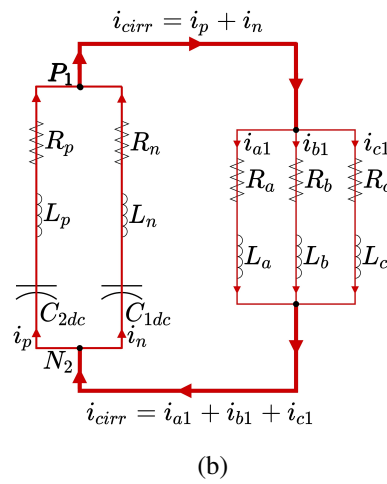 i_{cirr} = i_p + i_n
P_1
i_{a1} i_{b1} i_{c1}
R_p R_n
R_a R_b R_c
L_p L_n
L_a L_b L_c
C_{2dc} C_{1dc}
i_p i_n
N_2
i_{cirr} = i_{a1} + i_{b1} + i_{c1}
(b)